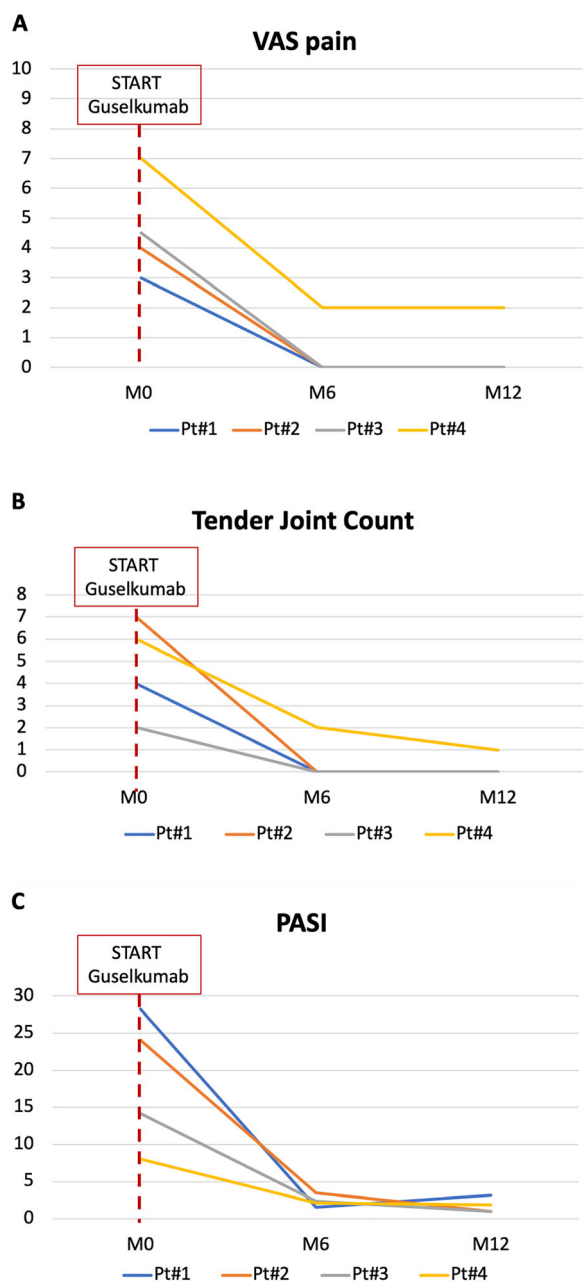 A
VAS pain
START
Guselkumab
10
9
8
7
6
5
4
3
2
1
0
M0 M6 M12
Pt#1 Pt#2 Pt#3 Pt#4
B
Tender Joint Count
START
Guselkumab
8
7
6
5
4
3
2
1
0
M0 M6 M12
Pt#1 Pt#2 Pt#3 Pt#4
C
PASI
START
Guselkumab
30
25
20
15
10
5
0
M0 M6 M12
Pt#1 Pt#2 Pt#3 Pt#4